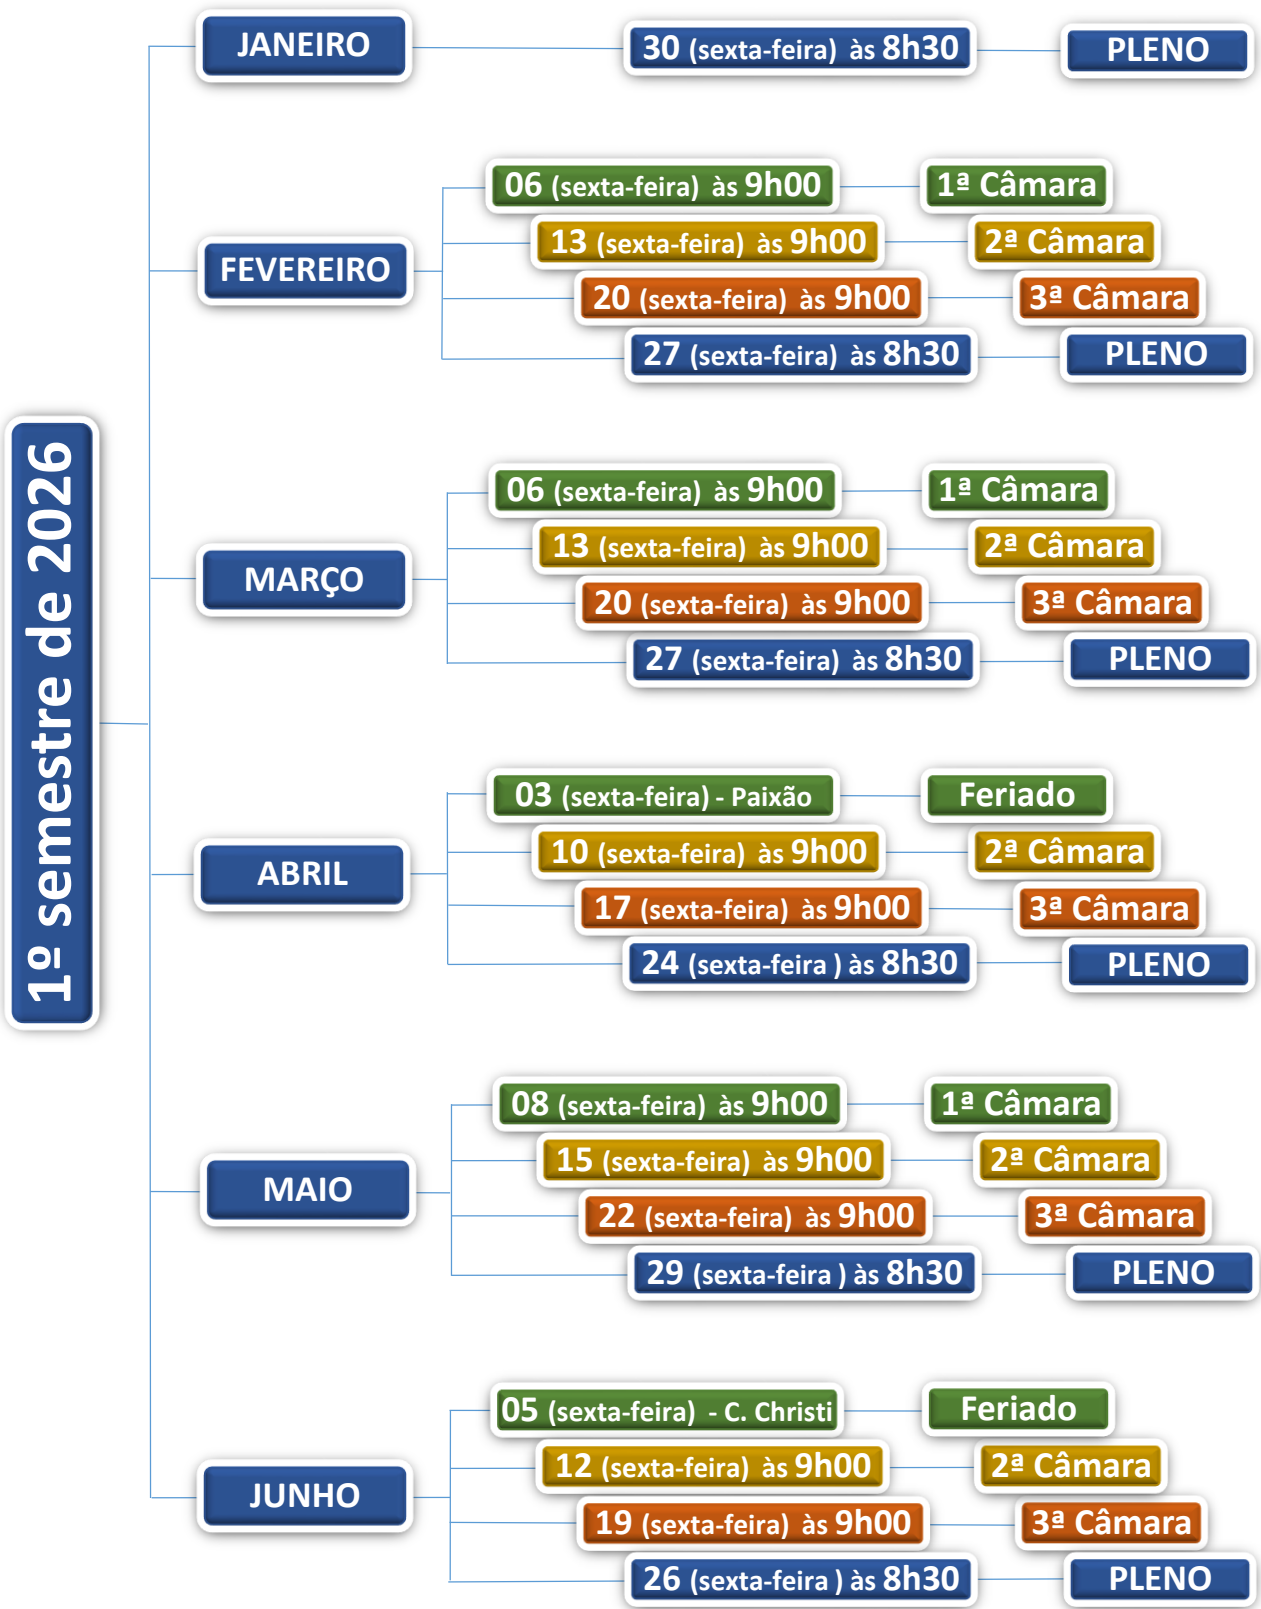 1º semestre de 2026
JANEIRO
30 (sexta-feira) às 8h30
PLENO
FEVEREIRO
06 (sexta-feira) às 9h00
1ª Câmara
13 (sexta-feira) às 9h00
2ª Câmara
20 (sexta-feira) às 9h00
3ª Câmara
27 (sexta-feira) às 8h30
PLENO
MARÇO
06 (sexta-feira) às 9h00
1ª Câmara
13 (sexta-feira) às 9h00
2ª Câmara
20 (sexta-feira) às 9h00
3ª Câmara
27 (sexta-feira) às 8h30
PLENO
ABRIL
03 (sexta-feira) - Paixão
Feriado
10 (sexta-feira) às 9h00
2ª Câmara
17 (sexta-feira) às 9h00
3ª Câmara
24 (sexta-feira ) às 8h30
PLENO
MAIO
08 (sexta-feira) às 9h00
1ª Câmara
15 (sexta-feira) às 9h00
2ª Câmara
22 (sexta-feira) às 9h00
3ª Câmara
29 (sexta-feira ) às 8h30
PLENO
JUNHO
05 (sexta-feira) - C. Christi
Feriado
12 (sexta-feira) às 9h00
2ª Câmara
19 (sexta-feira) às 9h00
3ª Câmara
26 (sexta-feira ) às 8h30
PLENO